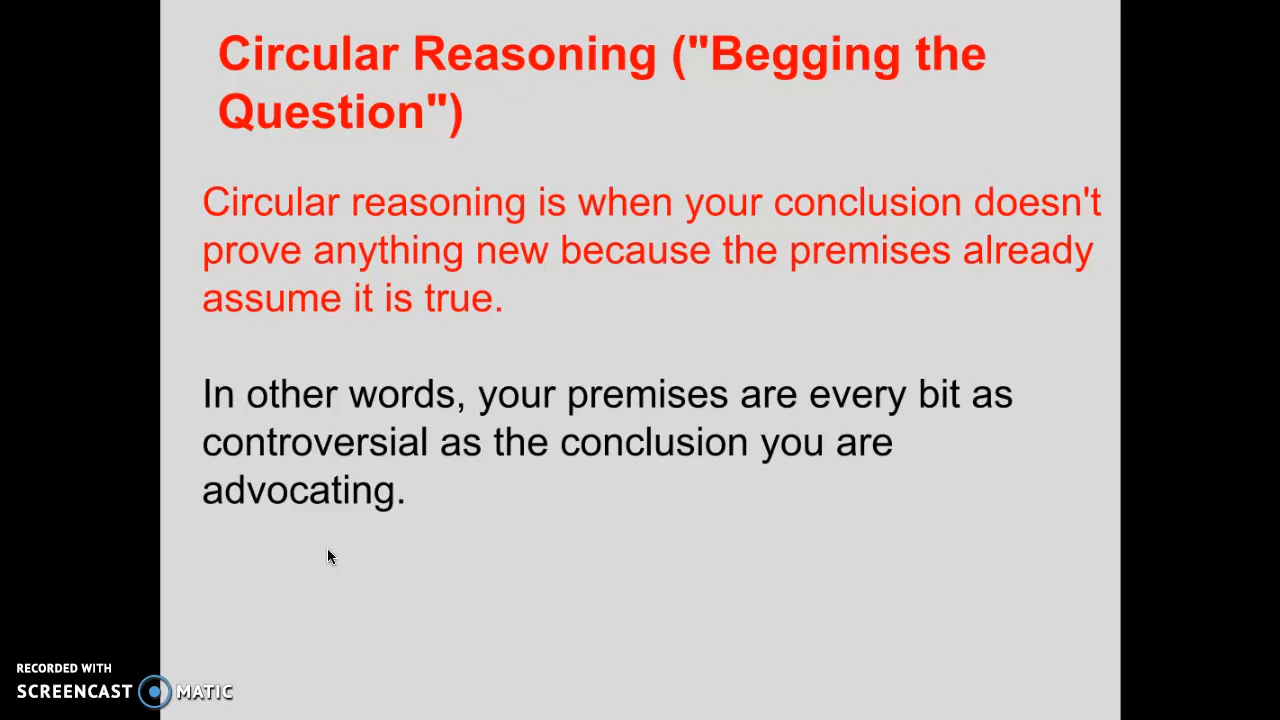 Circular Reasoning ("Begging the
Question")
Circular reasoning is when your conclusion doesn't
prove anything new because the premises already
assume it is true.
In other words, your premises are every bit as
controversial as the conclusion you are
advocating.
RECORDED WITH
SCREENCAST MATIC